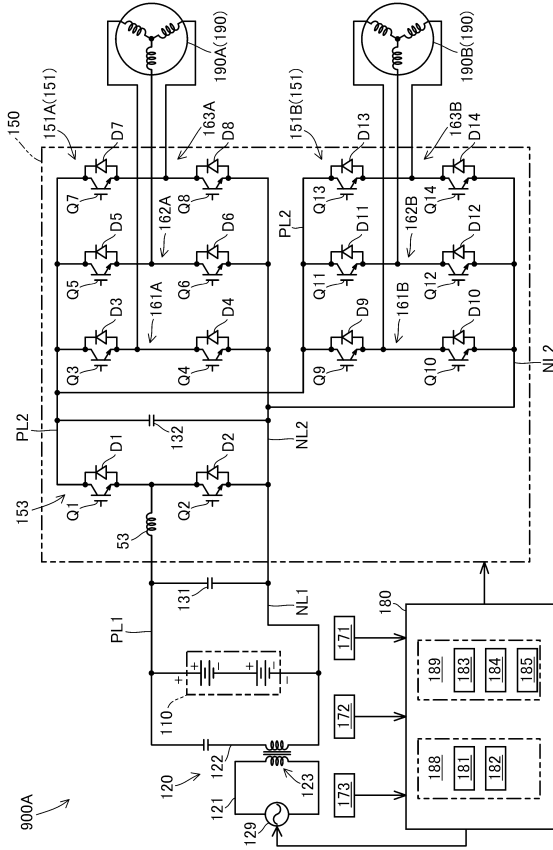 900A
120
121
129
122
123
110
+
−
+
−
+
−
PL1
NL1
131
53
153
Q1
D1
Q2
D2
132
PL2
NL2
150
151A(151)
Q3
D3
Q4
D4
161A
Q5
D5
Q6
D6
162A
Q7
D7
Q8
D8
163A
190A(190)
151B(151)
PL2
NL2
Q9
D9
Q10
D10
161B
Q11
D11
Q12
D12
162B
Q13
D13
Q14
D14
163B
190B(190)
173
172
171
180
188
181
182
189
183
184
185